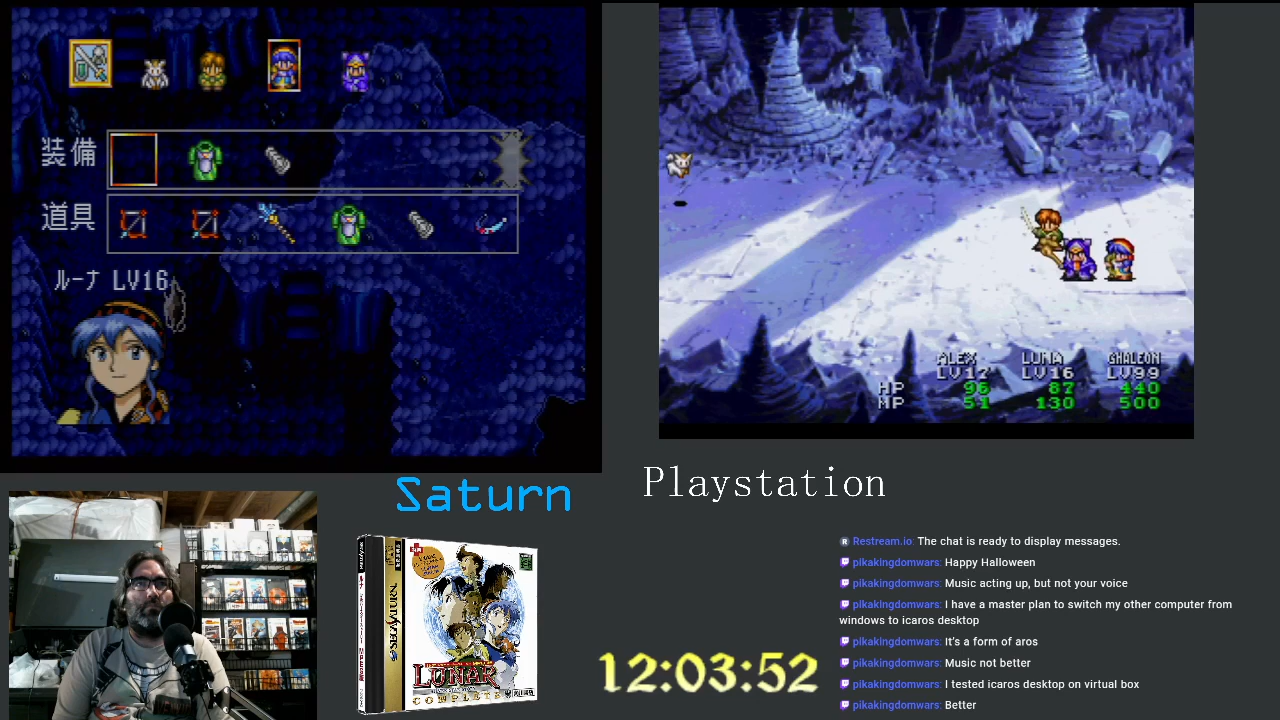 装備
道具
ルーナ LV16
ALEX LUNA GHALEON
LV17 LV16 LV99
HP 96 87 440
MP 51 130 500
Saturn
Playstation
SEGA SATURN
LUNAR
COMPLETE
12:03:52
Restream.io: The chat is ready to display messages.
pikakingdomwars: Happy Halloween
pikakingdomwars: Music acting up, but not your voice
pikakingdomwars: I have a master plan to switch my other computer from
windows to icaros desktop
pikakingdomwars: It's a form of aros
pikakingdomwars: Music not better
pikakingdomwars: I tested icaros desktop on virtual box
pikakingdomwars: Better